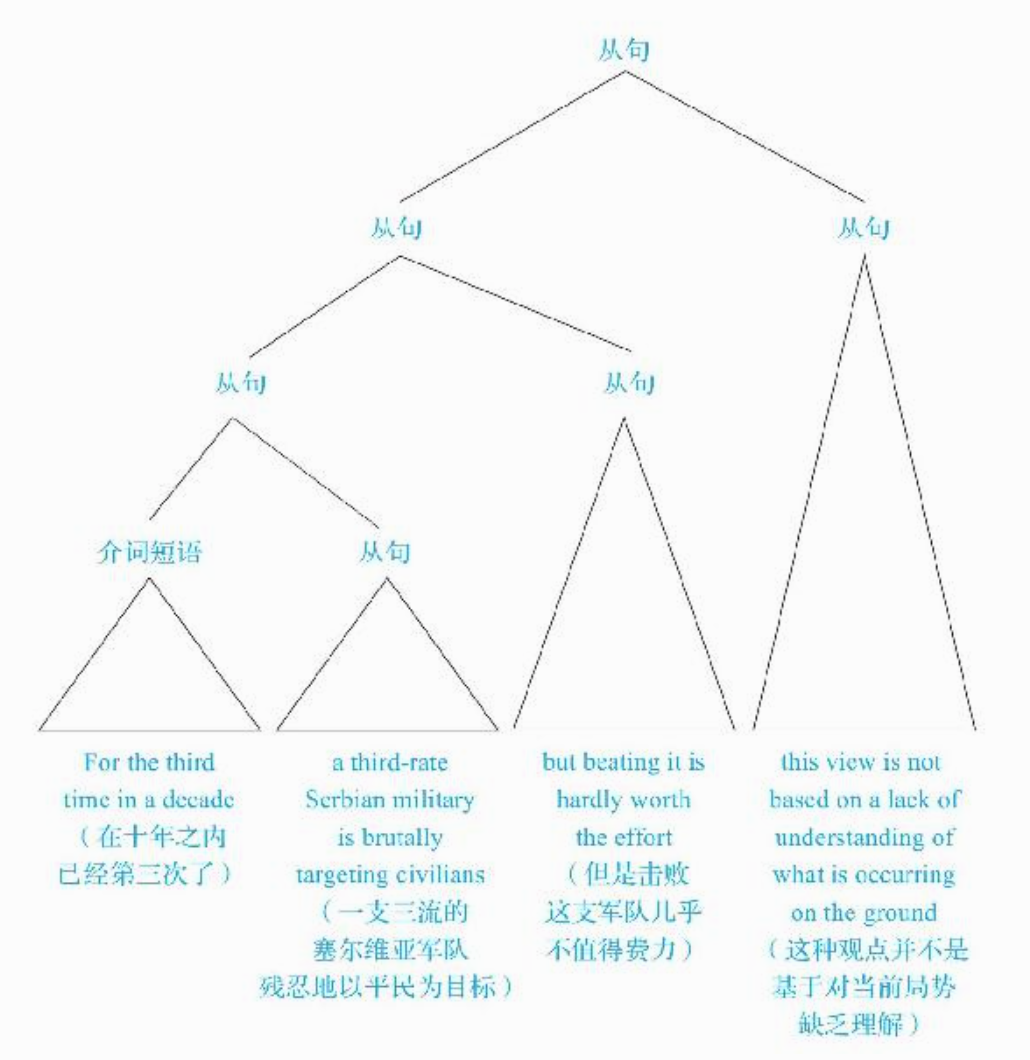 从句
从句
从句
从句
从句
介词短语
从句
For the third
time in a decade
（在十年之内
已经第三次了）
a third-rate
Serbian military
is brutally
targeting civilians
（一支三流的
塞尔维亚军队
残忍地以平民为目标）
but beating it is
hardly worth
the effort
（但是击败
这支军队几乎
不值得费力）
this view is not
based on a lack of
understanding of
what is occurring
on the ground
（这种观点并不是
基于对当前局势
缺乏理解）